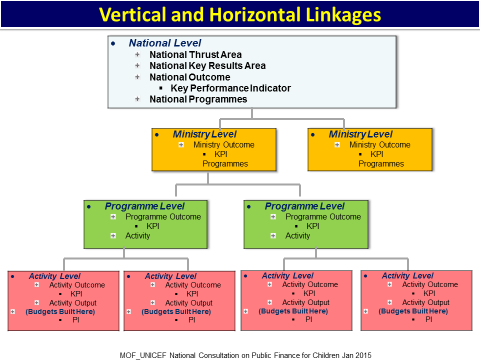 Vertical and Horizontal Linkages
National Level
National Thrust Area
National Key Results Area
National Outcome
Key Performance Indicator
National Programmes
Ministry Level
Ministry Outcome
KPI
Programmes
Ministry Level
Ministry Outcome
KPI
Programmes
Programme Level
Programme Outcome
KPI
Activity
Programme Level
Programme Outcome
KPI
Activity
Activity Level
Activity Outcome
KPI
Activity Output
(Budgets Built Here)
PI
Activity Level
Activity Outcome
KPI
Activity Output
(Budgets Built Here)
PI
Activity Level
Activity Outcome
KPI
Activity Output
(Budgets Built Here)
PI
Activity Level
Activity Outcome
KPI
Activity Output
(Budgets Built Here)
PI
MOF_UNICEF National Consultation on Public Finance for Children Jan 2015